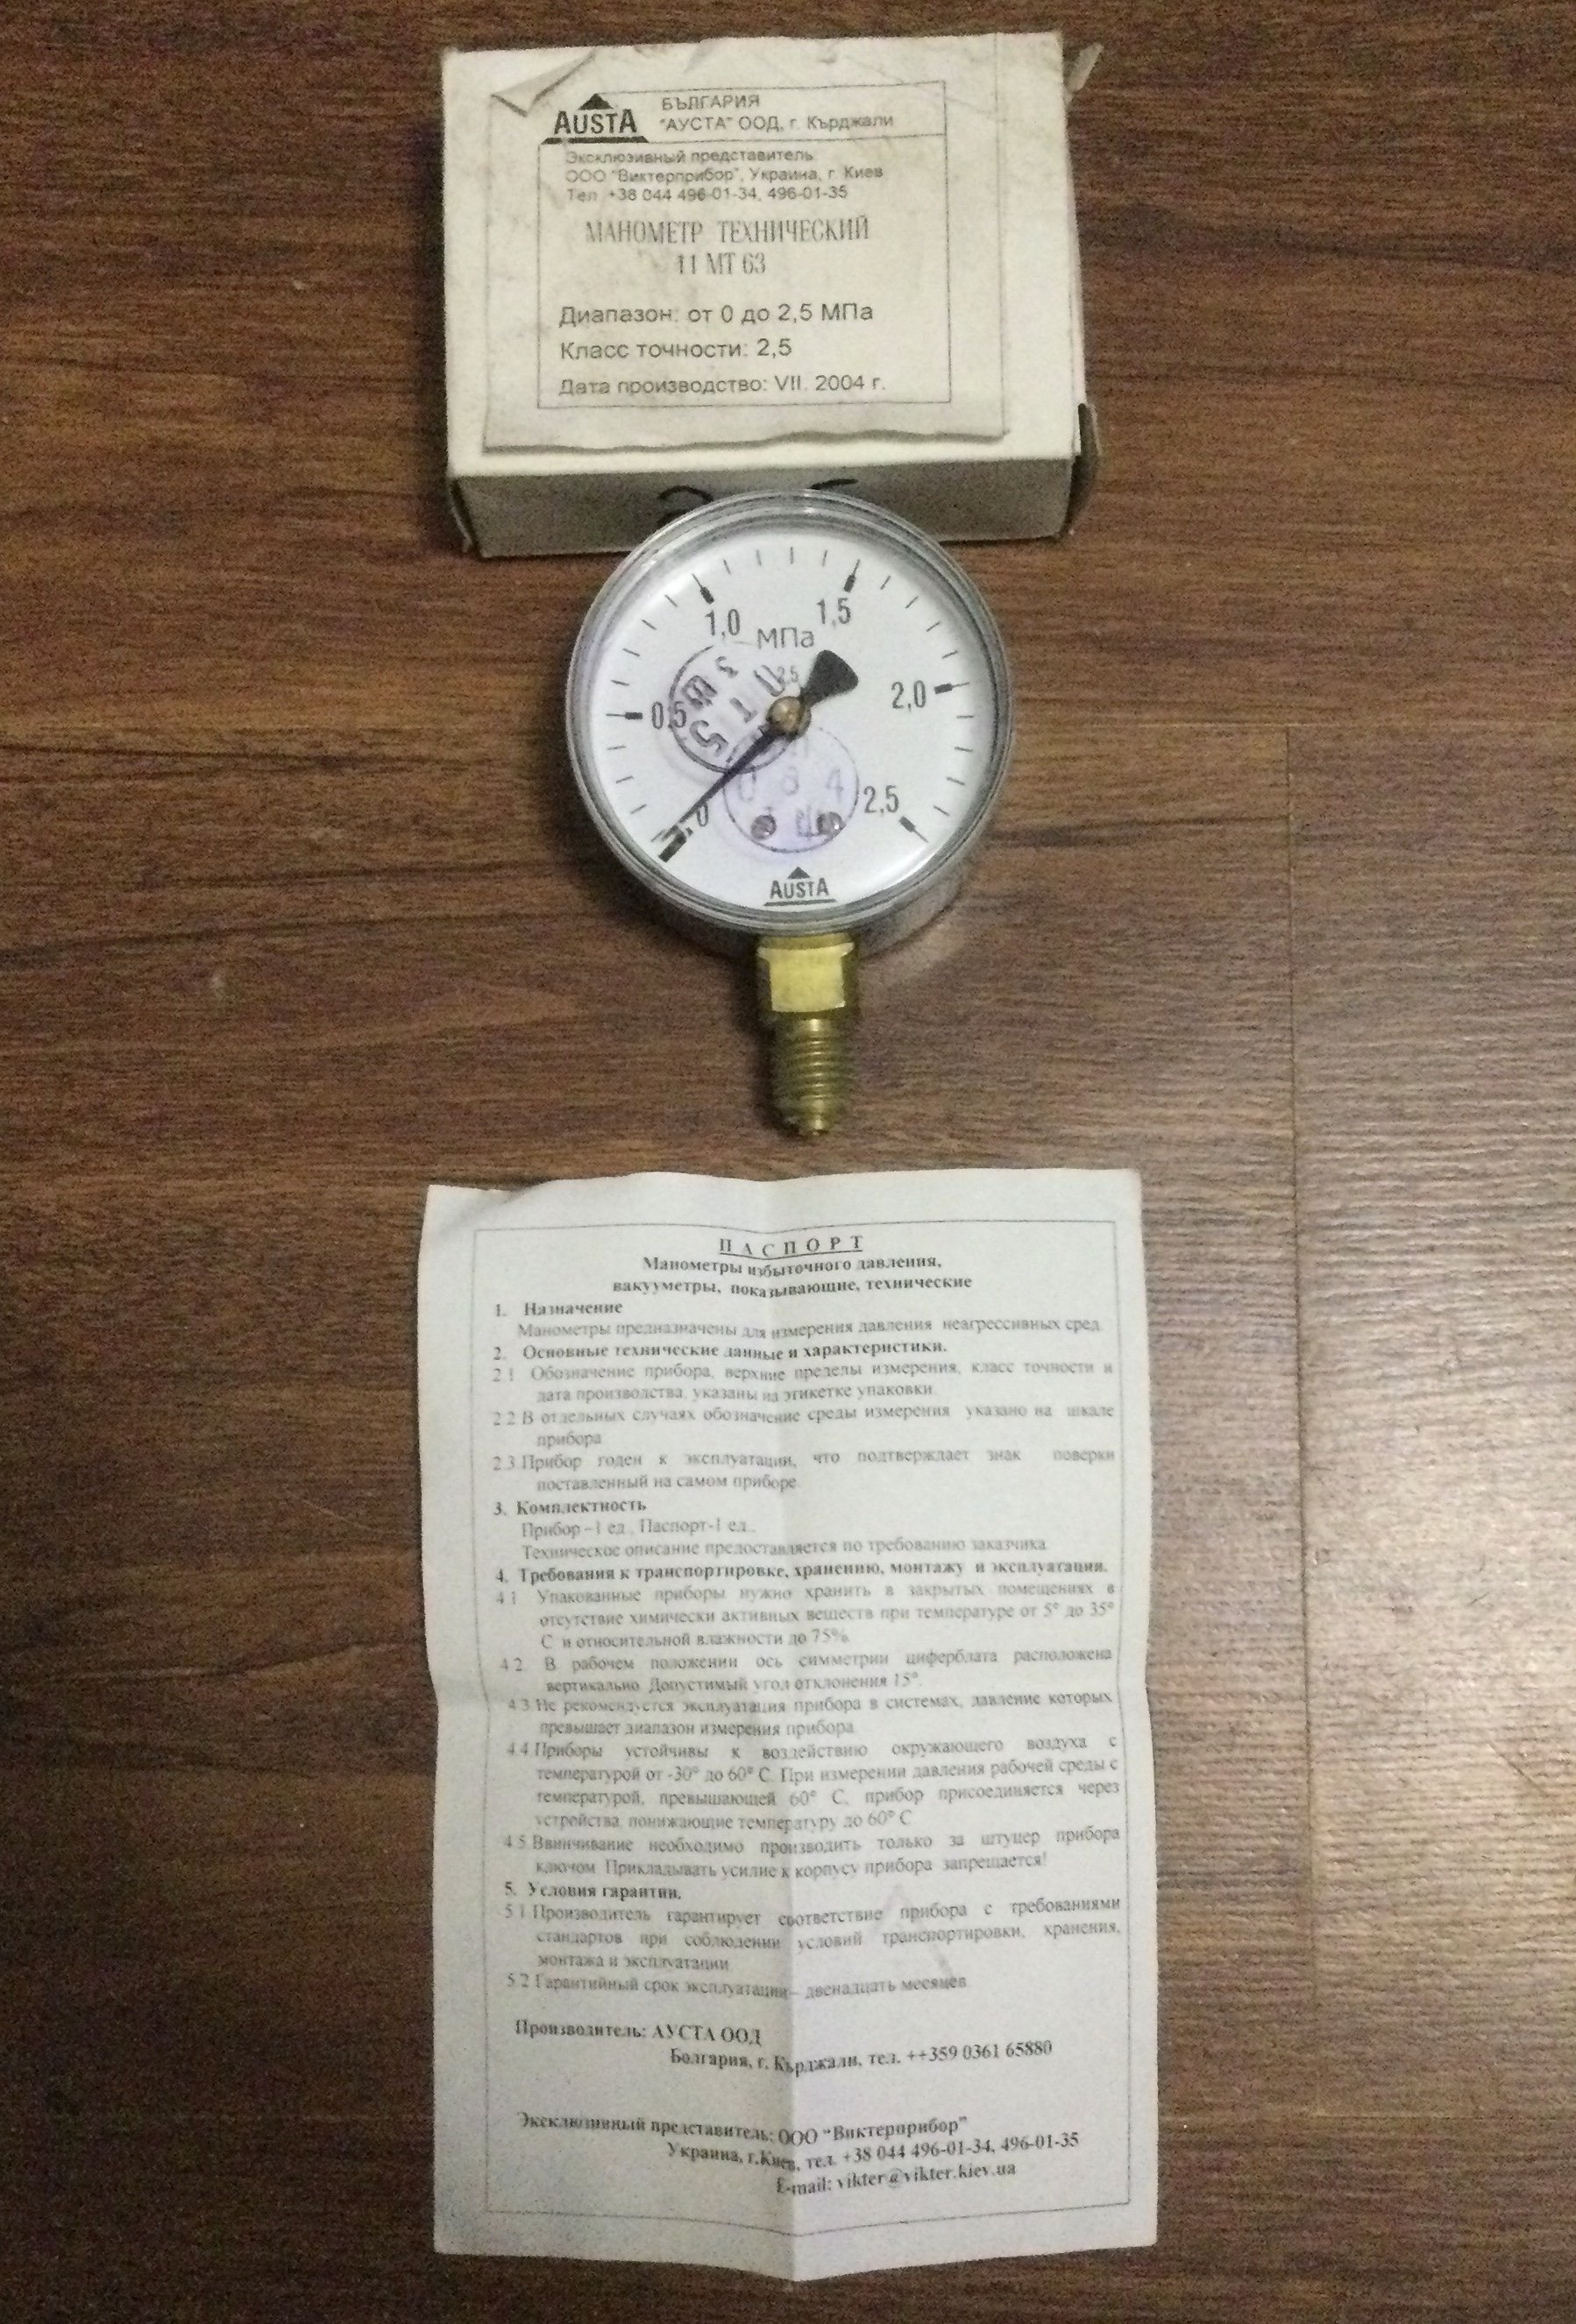 AUSTA
БЪЛГАРИЯ
"АУСТА" ООД, г. Кърджали
Эксклюзивный представитель
ООО "Виктерприбор", Украина, г. Киев
Тел. +38 044 496-01-34, 496-01-35
МАНОМЕТР ТЕХНИЧЕСКИЙ
11 МТ 63
Диапазон: от 0 до 2,5 МПа
Класс точности: 2,5
Дата производство: VII. 2004 г.
1,0
1,5
МПа
2,5
0,5
2,0
2,5
0
AUSTA
ПАСПОРТ
Манометры избыточного давления,
вакууметры, показывающие, технические
1. Назначение
Манометры предназначены для измерения давления неагрессивных сред.
2. Основные технические данные и характеристики.
2.1 Обозначение прибора, верхние пределы измерения, класс точности и
дата производства, указаны на этикетке упаковки.
2.2 В отдельных случаях обозначение среды измерения указано на шкале
прибора
2.3 Прибор годен к эксплуатации, что подтверждает знак поверки
поставленный на самом приборе
3. Комплектность
Прибор –1 ед., Паспорт-1 ед..
Техническое описание предоставляется по требованию заказчика.
4. Требования к транспортировке, хранению, монтажу и эксплуатации.
4.1 Упакованные приборы нужно хранить в закрытых помещениях в
отсутствие химически активных веществ при температуре от 5° до 35°
С и относительной влажности до 75%.
4.2 В рабочем положении ось симметрии циферблата расположена
вертикально. Допустимый угол отклонения 15°.
4.3 Не рекомендуется эксплуатация прибора в системах, давление которых
превышает диапазон измерения прибора
4.4 Приборы устойчивы к воздействию окружающего воздуха с
температурой от -30° до 60° С. При измерении давления рабочей среды с
температурой, превышающей 60° С, прибор присоединяется через
устройства, понижающие температуру до 60° С
4.5 Ввинчивание необходимо производить только за штуцер прибора
ключом. Прикладывать усилие к корпусу прибора запрещается!
5. Условия гарантии.
5.1 Производитель гарантирует соответствие прибора с требованиями
стандартов при соблюдении условий транспортировки, хранения,
монтажа и эксплуатации
5.2 Гарантийный срок эксплуатации – двенадцать месяцев
Производитель: АУСТА ООД
Болгария, г. Кърджали, тел. ++359 0361 65880
Эксклюзивный представитель: ООО "Виктерприбор"
Украина, г.Киев, тел. +38 044 496-01-34, 496-01-35
E-mail: vikter@vikter.kiev.ua